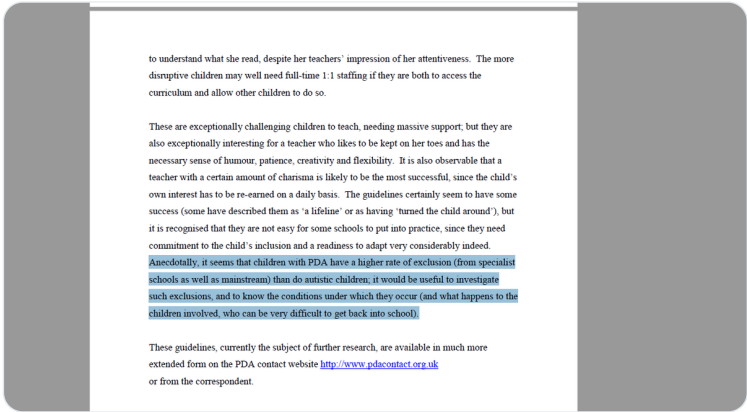 to understand what she read, despite her teachers’ impression of her attentiveness.  The more
disruptive children may well need full-time 1:1 staffing if they are both to access the
curriculum and allow other children to do so.
These are exceptionally challenging children to teach, needing massive support; but they are
also exceptionally interesting for a teacher who likes to be kept on her toes and has the
necessary sense of humour, patience, creativity and flexibility.  It is also observable that a
teacher with a certain amount of charisma is likely to be the most successful, since the child’s
own interest has to be re-earned on a daily basis.  The guidelines certainly seem to have some
success (some have described them as ‘a lifeline’ or as having ‘turned the child around’), but
it is recognised that they are not easy for some schools to put into practice, since they need
commitment to the child’s inclusion and a readiness to adapt very considerably indeed.
Anecdotally, it seems that children with PDA have a higher rate of exclusion (from specialist
schools as well as mainstream) than do autistic children; it would be useful to investigate
such exclusions, and to know the conditions under which they occur (and what happens to the
children involved, who can be very difficult to get back into school).
These guidelines, currently the subject of further research, are available in much more
extended form on the PDA contact website http://www.pdacontact.org.uk
or from the correspondent.